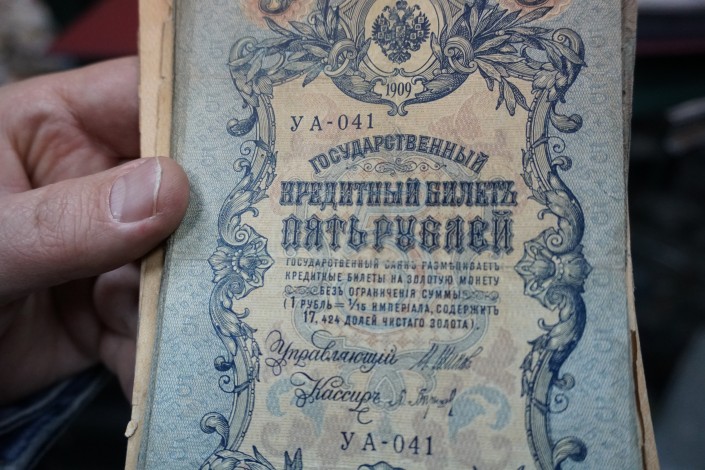 1909
УА-041
ГОСУДАРСТВЕННЫЙ
КРЕДИТНЫЙ БИЛЕТЪ
ПЯТЬ РУБЛЕЙ
ГОСУДАРСТВЕННЫЙ БАНКЪ РАЗМѢНИВАЕТЪ
КРЕДИТНЫЕ БИЛЕТЫ НА ЗОЛОТУЮ МОНЕТУ
БЕЗЪ ОГРАНИЧЕНІЯ СУММЫ
(1 РУБЛЬ = 1/15 ИМПЕРІАЛА, СОДЕРЖИТЪ
17,424 ДОЛЕЙ ЧИСТАГО ЗОЛОТА).
Управляющій
Кассиръ
УА-041